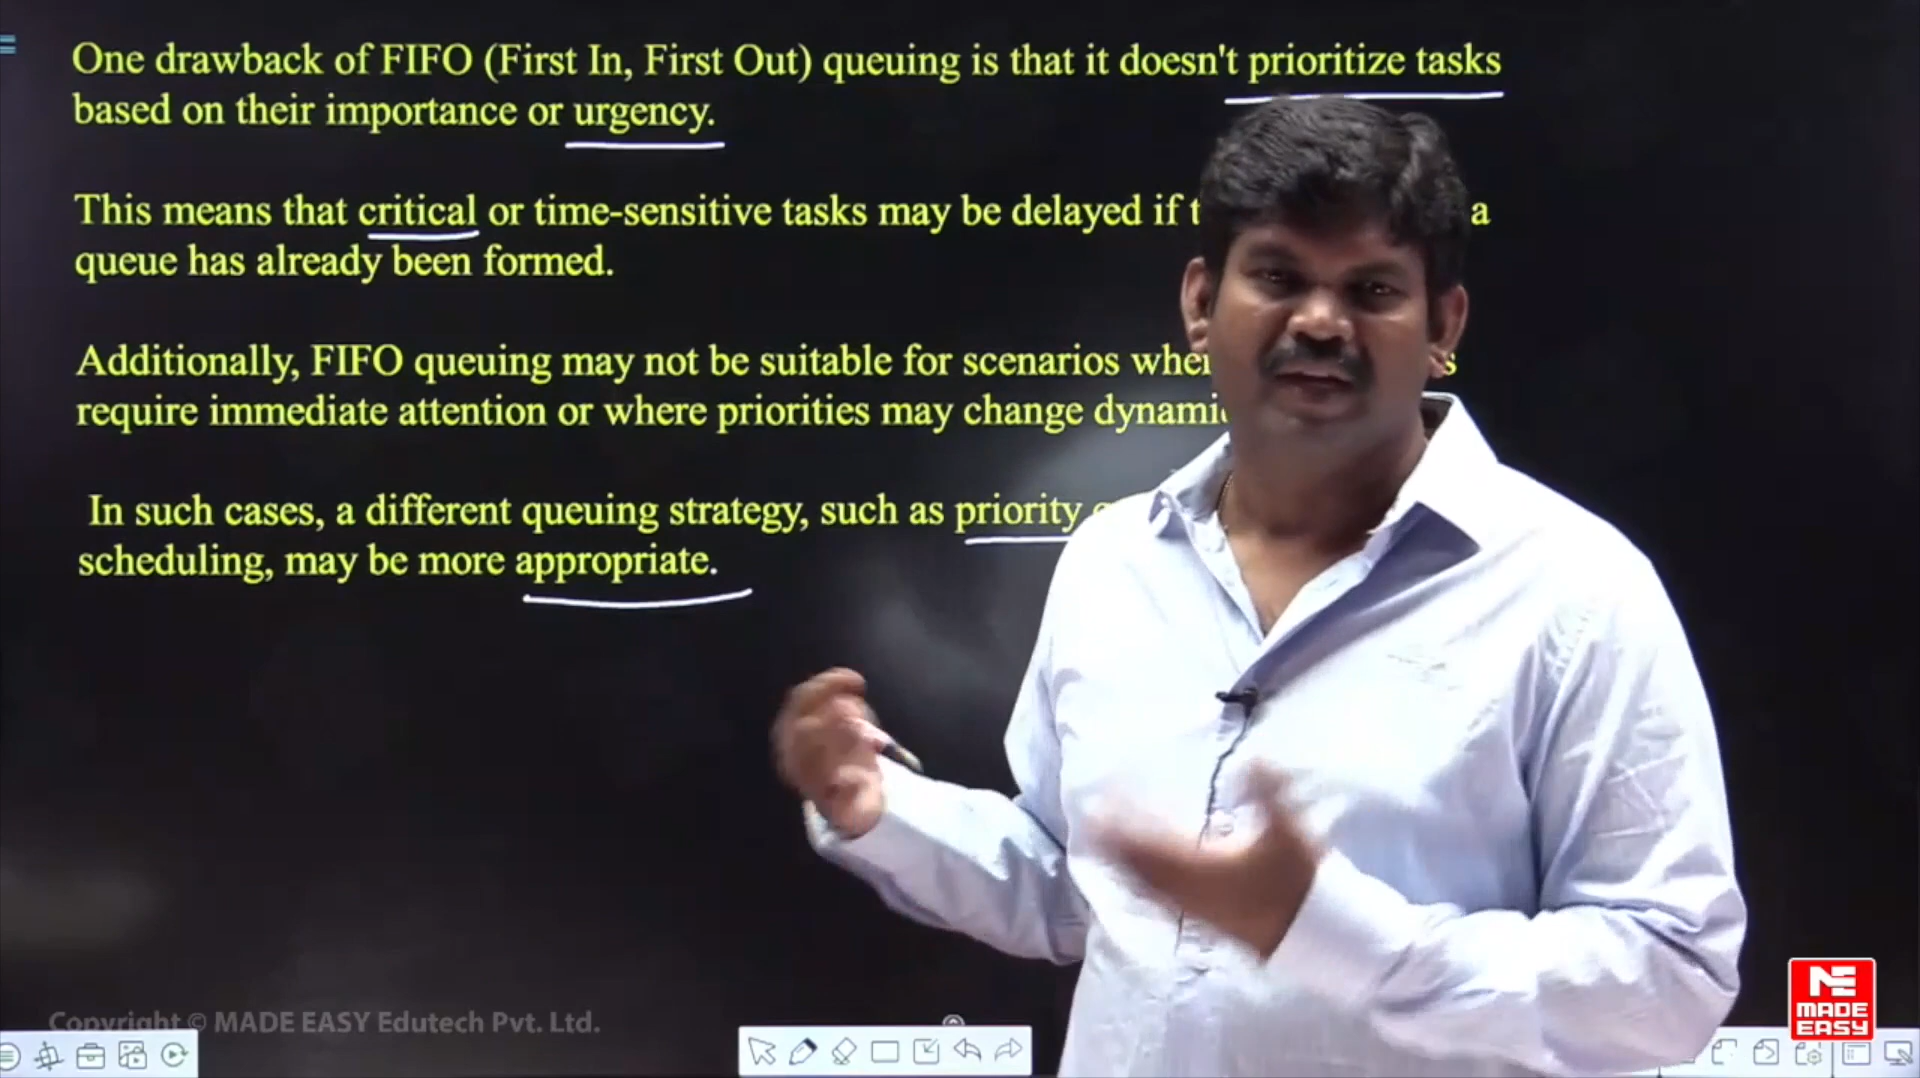 One drawback of FIFO (First In, First Out) queuing is that it doesn't prioritize tasks
based on their importance or urgency.
This means that critical or time-sensitive tasks may be delayed if a
queue has already been formed.
Additionally, FIFO queuing may not be suitable for scenarios
require immediate attention or where priorities may change
In such cases, a different queuing strategy, such as priority
scheduling, may be more appropriate.
Copyright © MADE EASY Edutech Pvt. Ltd.
ME
MADE
EASY